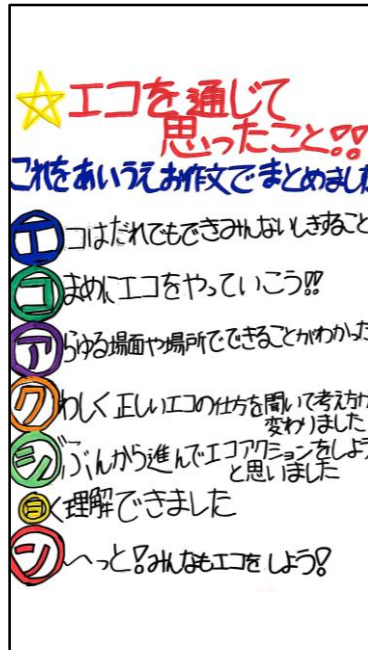 ☆エコを通じて
思ったこと!!
これをあいうえお作文でまとめました
エコはだれでもできみんないしきすること
コまめにエコをやっていこう!!
アらゆる場面や場所でできることがわかった
クわしく正しいエコの仕方を聞いて考え方が
変わりました
ジぶんから進んでエコアクションをしよう
と思いました
ヨく理解できました
ン〜っと!みんなもエコをしよう!